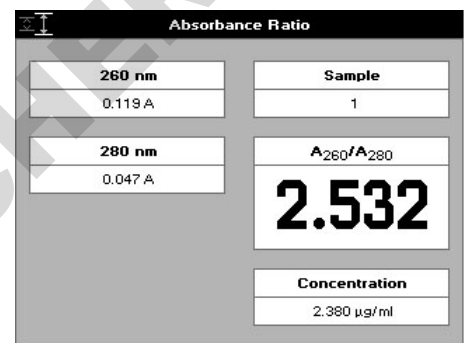 Absorbance Ratio
260 nm
0.119 A
Sample
1
280 nm
0.047 A
A260/A280
2.532
Concentration
2.380 µg/ml